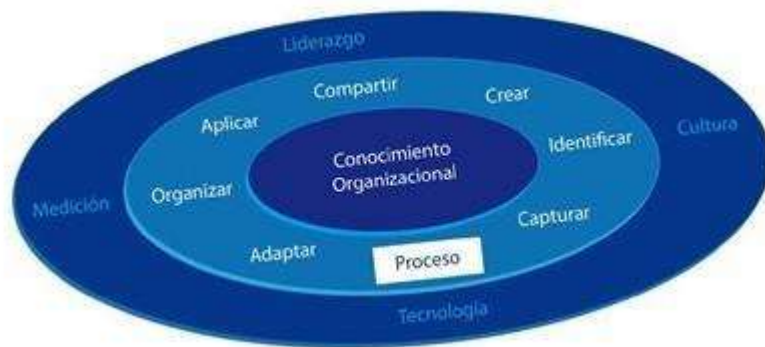 Liderazgo
Compartir
Crear
Aplicar
Cultura
Identificar
Conocimiento
Organizacional
Organizar
Medición
Capturar
Adaptar
Proceso
Tecnología